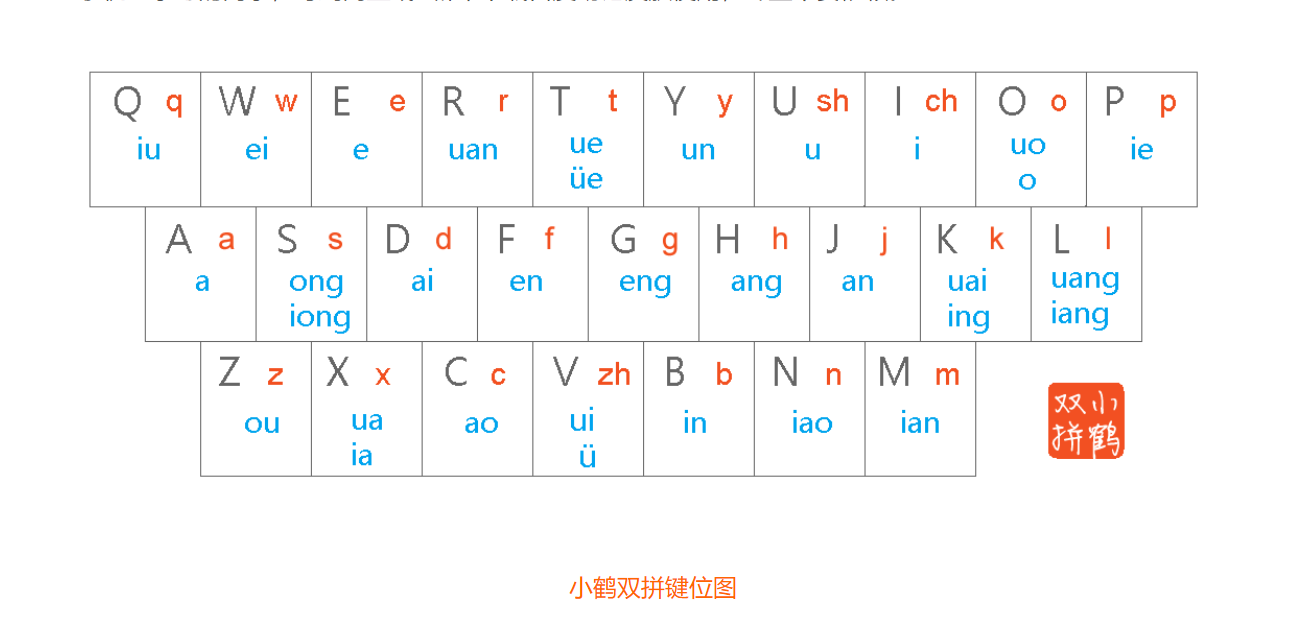 Q q W w E e R r T t Y y U sh I ch O o P p
iu ei e uan ue un u i uo ie
üe o
A a S s D d F f G g H h J j K k L l
a ong ai en eng ang an uai uang
iong ing iang
Z z X x C c V zh B b N n M m
ou ua ao ui in iao ian
ia ü
双小
拼鹤
小鹤双拼键位图